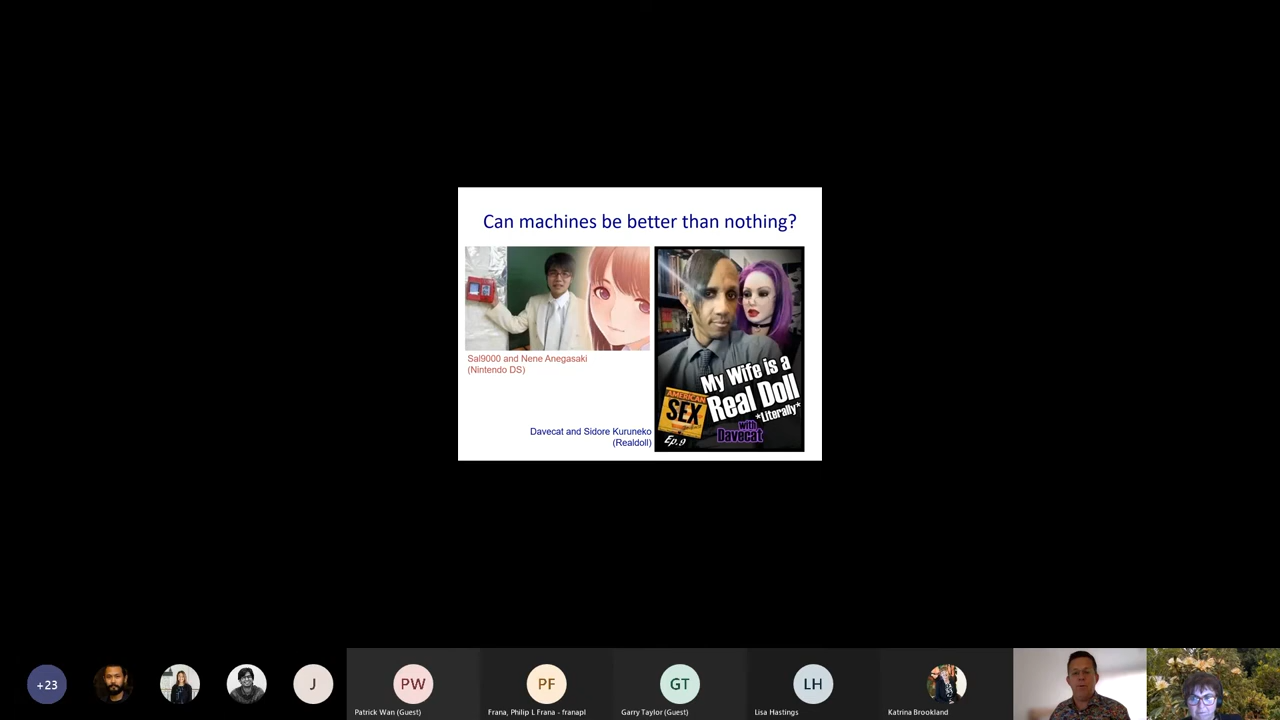 Can machines be better than nothing?
Sal9000 and Nene Anegasaki
(Nintendo DS)
Davecat and Sidore Kuruneko
(Realdoll)
My Wife is a
Real Doll
*Literally*
AMERICAN
SEX
with
Davecat
Ep.9
+23
J
PW
PF
GT
LH
Patrick Wan (Guest)
Frana, Philip L Frana - franapl
Garry Taylor (Guest)
Lisa Hastings
Katrina Brookland